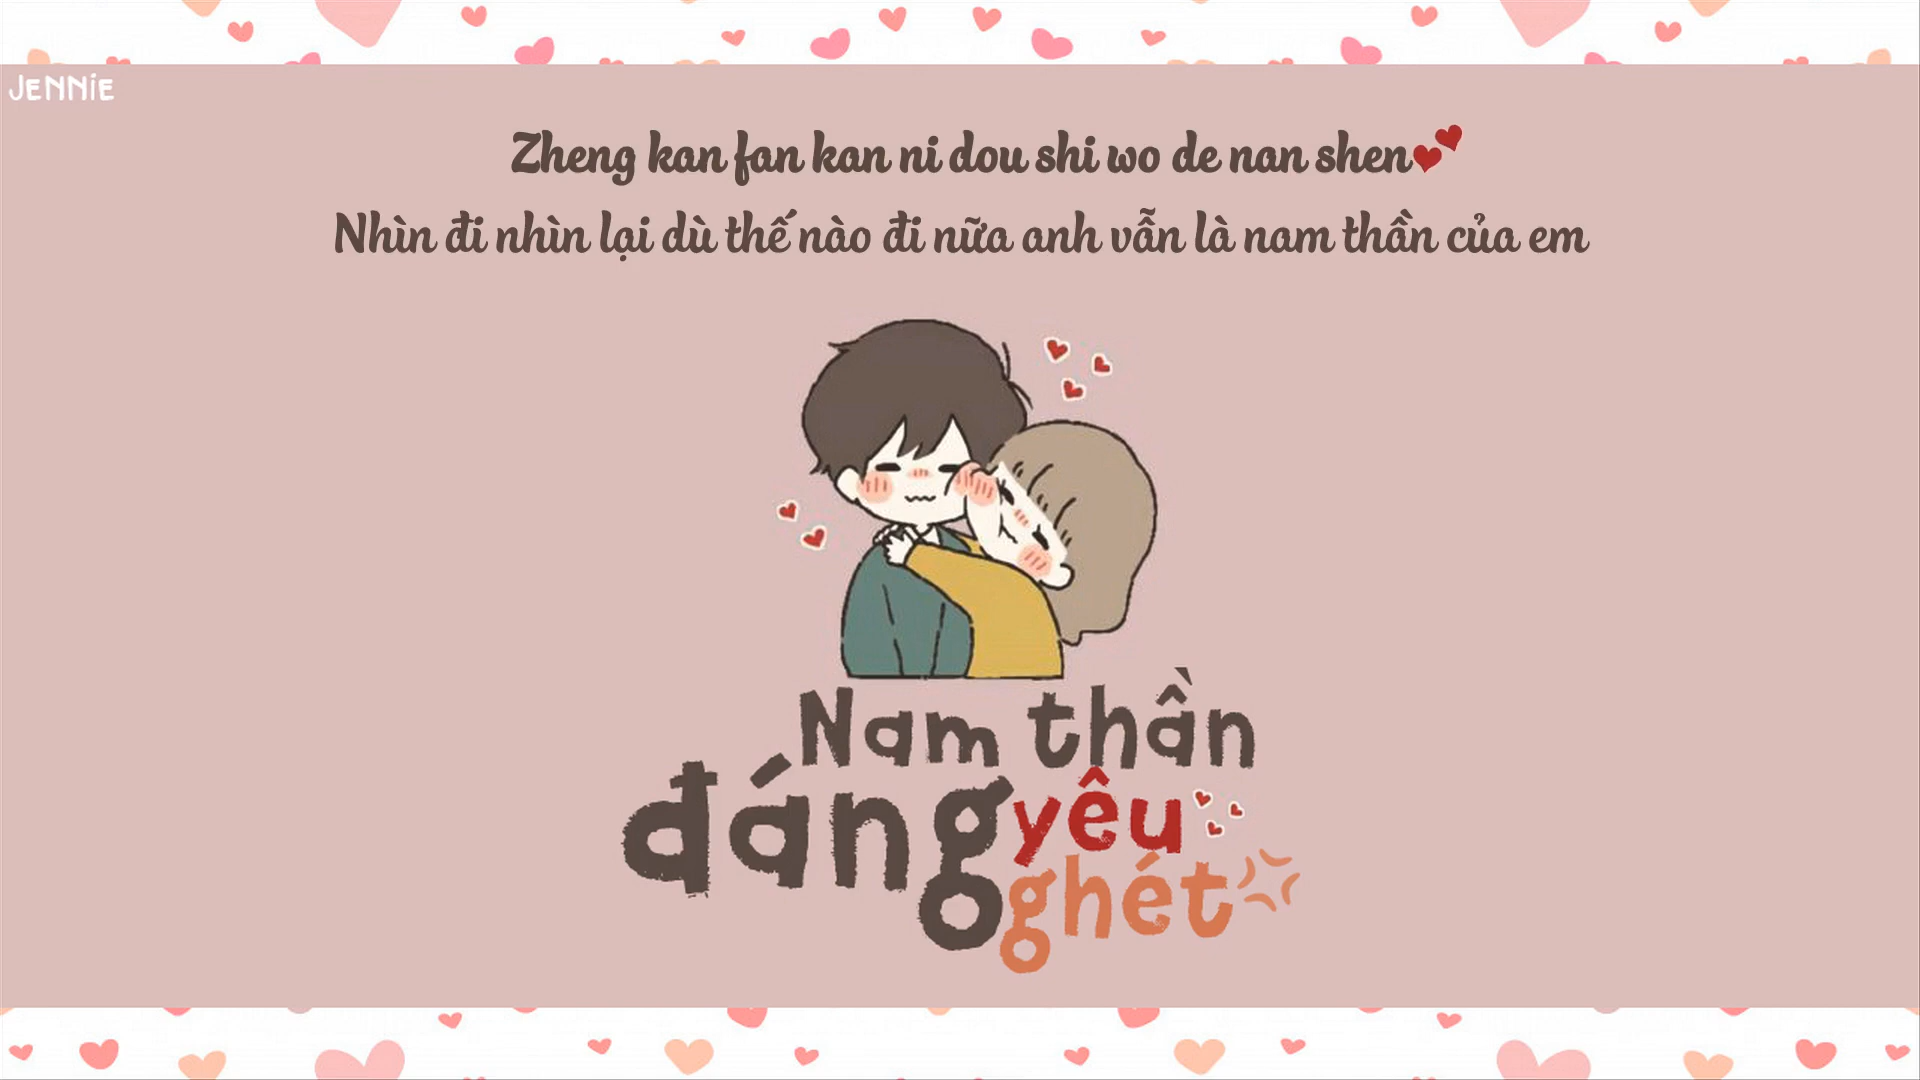 JENNIE
Zheng kan fan kan ni dou shi wo de nan shen
Nhìn đi nhìn lại dù thế nào đi nữa anh vẫn là nam thần của em
Nam thần
đáng yêu
ghét